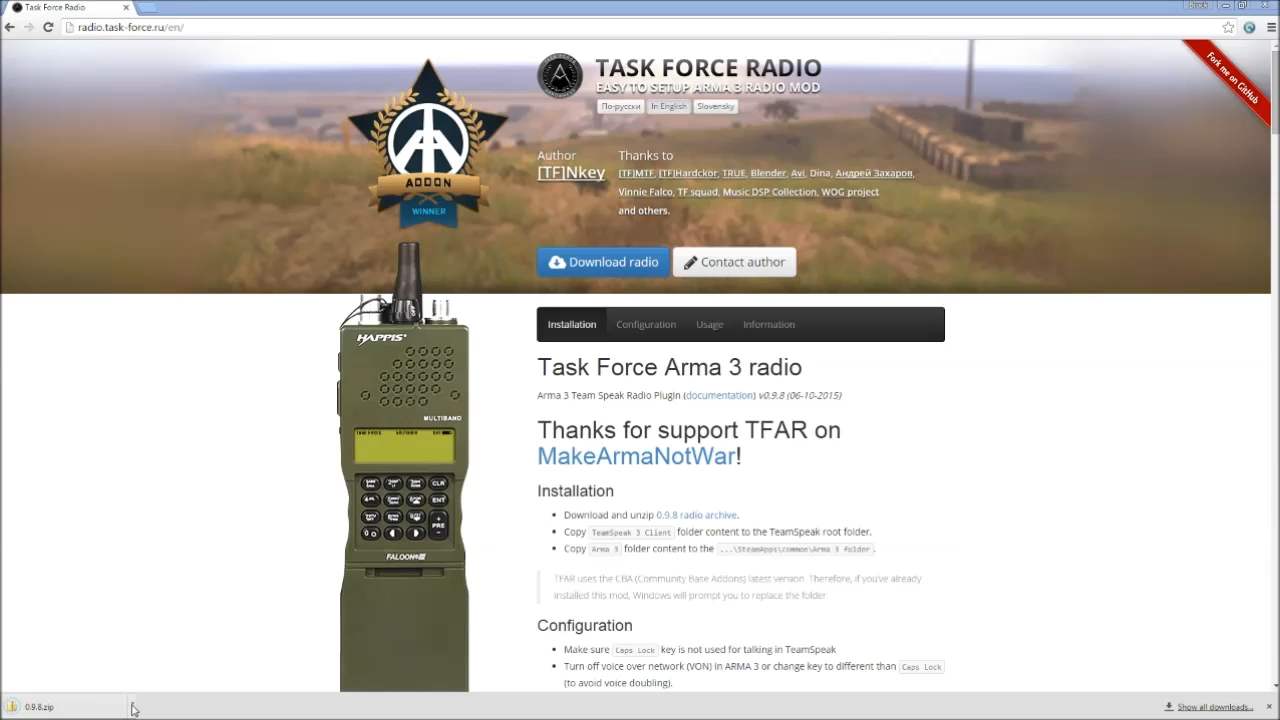 Task Force Radio
radio.task-force.ru/en/
Fork me on GitHub
TASK FORCE RADIO
EASY TO SETUP ARMA 3 RADIO MOD
По-русски In English Slovensky
ADDON
WINNER
Author
[TF]Nkey
Thanks to
[TF]MTF, [TF]Hardckor, TRUE, Blender, Avi, Dina, Андрей Захаров,
Vinnie Falco, TF squad, Music DSP Collection, WOG project
and others.
Download radio Contact author
Installation Configuration Usage Information
HAPPIS'
MULTIBAND
CLR
ENT
PRE
FALCON
Task Force Arma 3 radio
Arma 3 Team Speak Radio Plugin (documentation) v0.9.8 (06-10-2015)
Thanks for support TFAR on
MakeArmaNotWar!
Installation
Download and unzip 0.9.8 radio archive.
Copy TeamSpeak 3 Client folder content to the TeamSpeak root folder.
Copy Arma 3 folder content to the ...\SteamApps\common\Arma 3 folder.
TFAR uses the CBA (Community Base Addons) latest version. Therefore, if you've already
installed this mod, Windows will prompt you to replace the folder.
Configuration
Make sure Caps Lock key is not used for talking in TeamSpeak
Turn off voice over network (VON) in ARMA 3 or change key to different than Caps Lock
(to avoid voice doubling).
0.9.8.zip
Show all downloads...